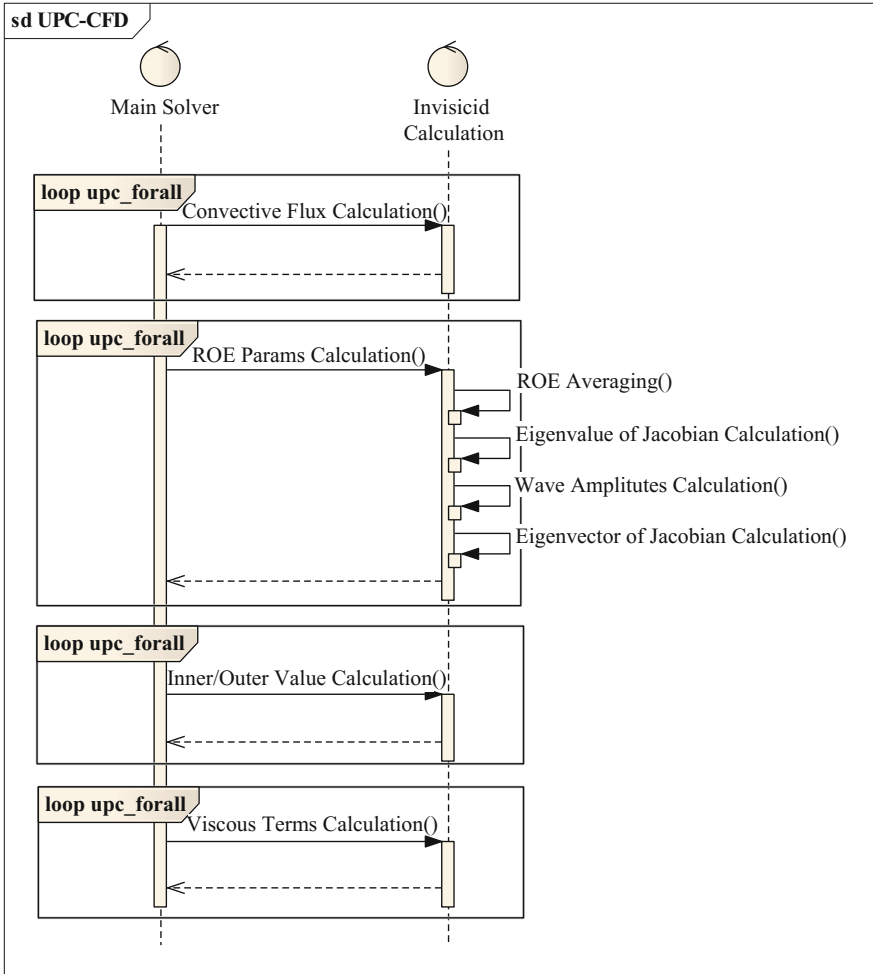 sd UPC-CFD
Main Solver
Invisicid
Calculation
loop upc_forall
Convective Flux Calculation()
loop upc_forall
ROE Params Calculation()
ROE Averaging()
Eigenvalue of Jacobian Calculation()
Wave Amplitutes Calculation()
Eigenvector of Jacobian Calculation()
loop upc_forall
Inner/Outer Value Calculation()
loop upc_forall
Viscous Terms Calculation()